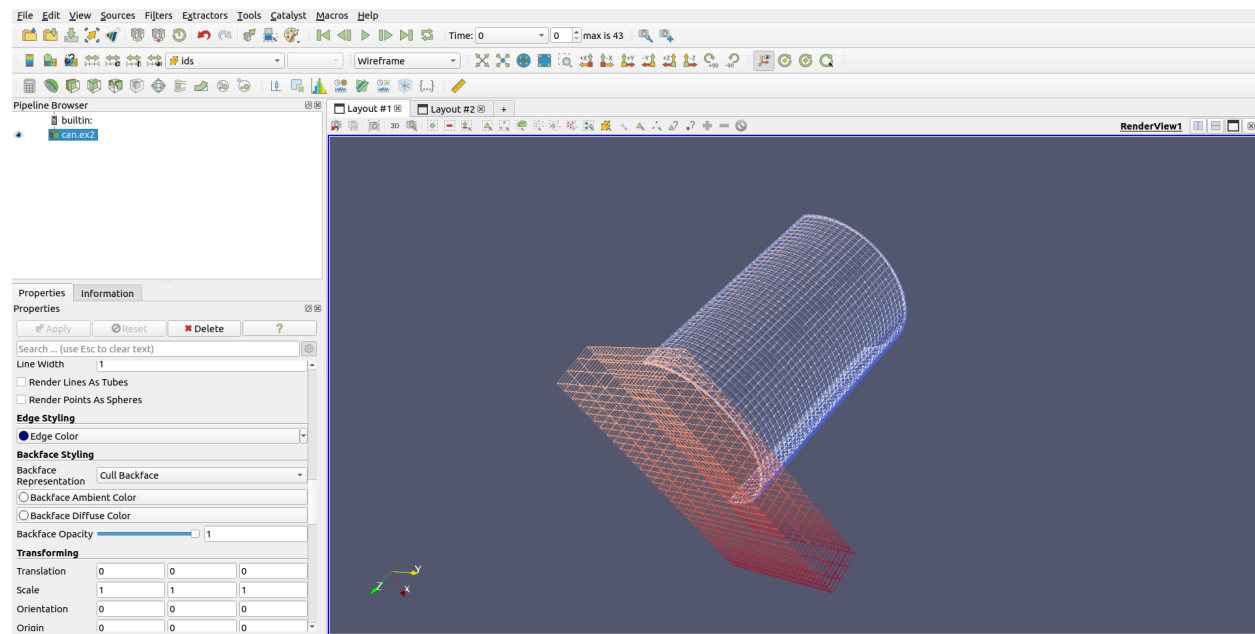 File Edit View Sources Filters Extractors Tools Catalyst Macros Help
Time: 0 0 max is 43
ids Wireframe
+X -X +Y -Y +Z -Z +90 -90
Pipeline Browser
builtin:
can.ex2
Layout #1 Layout #2 +
3D RenderView1
Properties Information
Properties
Apply Reset Delete ?
Search ... (use Esc to clear text)
Line Width 1
Render Lines As Tubes
Render Points As Spheres
Edge Styling
Edge Color
Backface Styling
Backface
Representation Cull Backface
Backface Ambient Color
Backface Diffuse Color
Backface Opacity 1
Transforming
Translation 0 0 0
Scale 1 1 1
Orientation 0 0 0
Origin 0 0 0
Y
Z
X